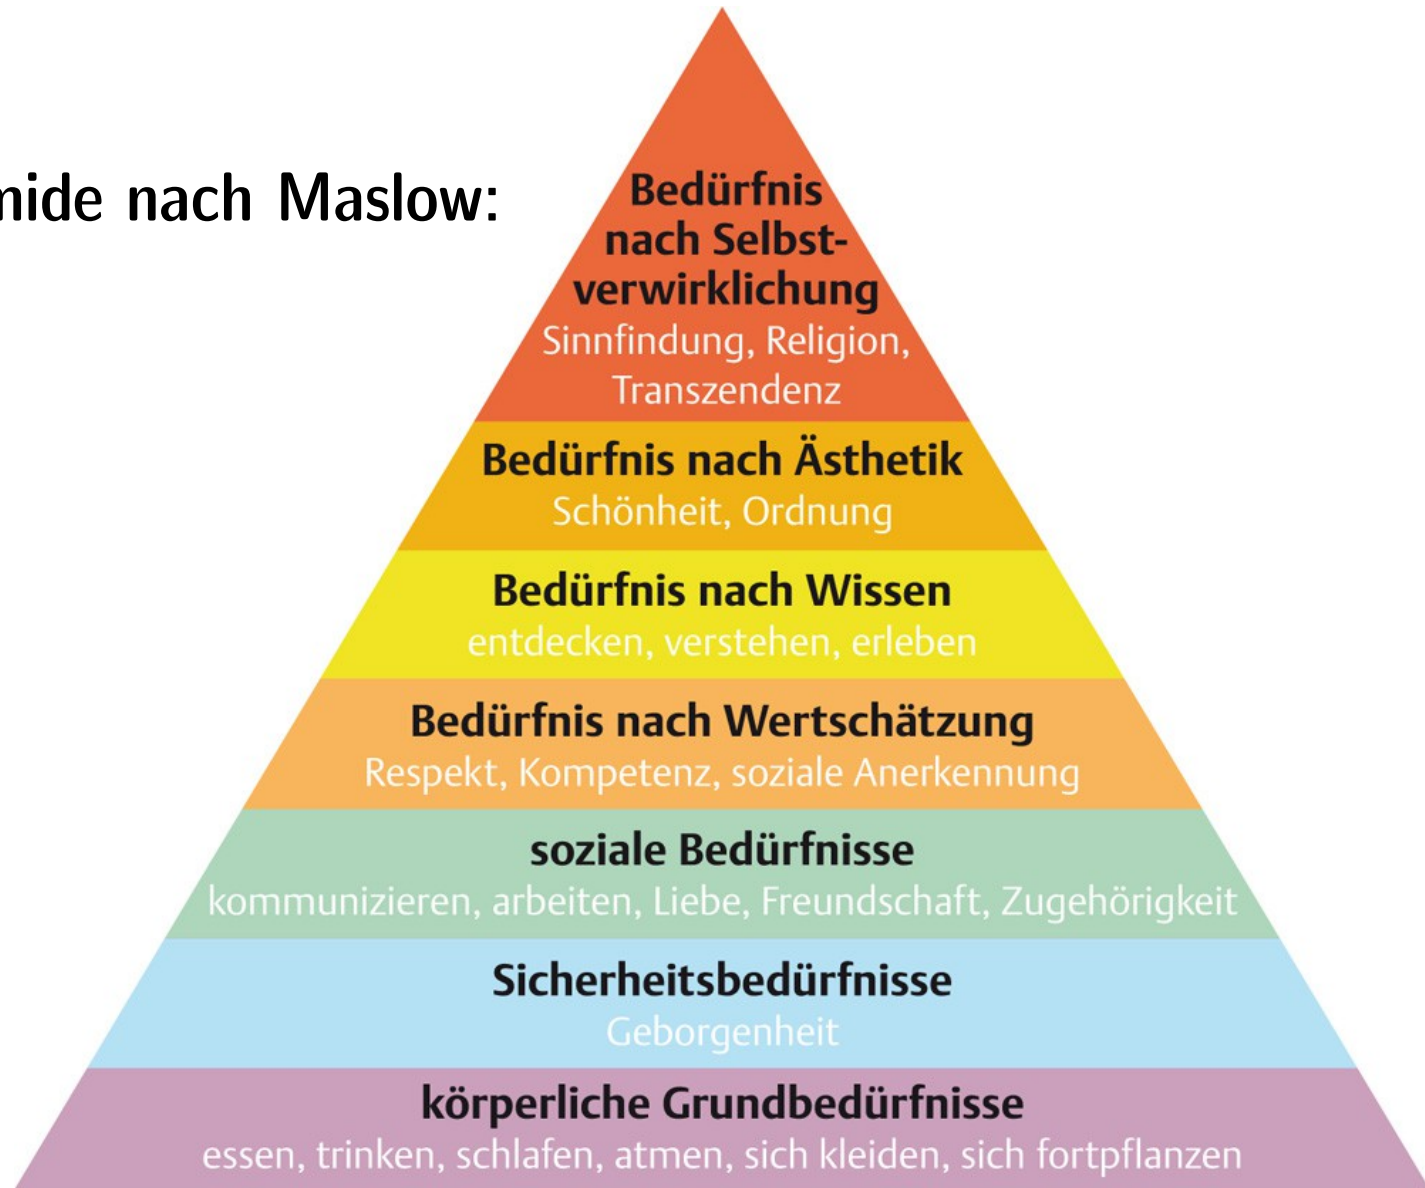 mide nach Maslow:
Bedürfnis
nach Selbst-
verwirklichung
Sinnfindung, Religion,
Transzendenz
Bedürfnis nach Ästhetik
Schönheit, Ordnung
Bedürfnis nach Wissen
entdecken, verstehen, erleben
Bedürfnis nach Wertschätzung
Respekt, Kompetenz, soziale Anerkennung
soziale Bedürfnisse
kommunizieren, arbeiten, Liebe, Freundschaft, Zugehörigkeit
Sicherheitsbedürfnisse
Geborgenheit
körperliche Grundbedürfnisse
essen, trinken, schlafen, atmen, sich kleiden, sich fortpflanzen